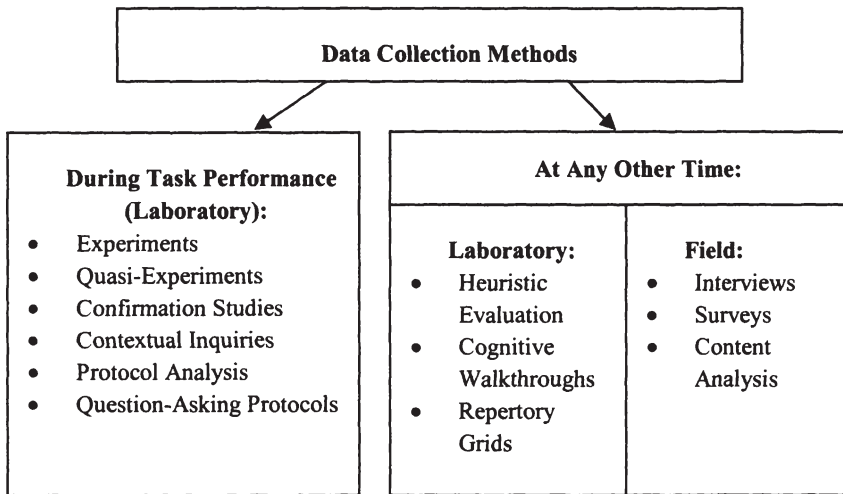 Data Collection Methods
During Task Performance
(Laboratory):
• Experiments
• Quasi-Experiments
• Confirmation Studies
• Contextual Inquiries
• Protocol Analysis
• Question-Asking Protocols
At Any Other Time:
Laboratory:
• Heuristic
Evaluation
• Cognitive
Walkthroughs
• Repertory
Grids
Field:
• Interviews
• Surveys
• Content
Analysis